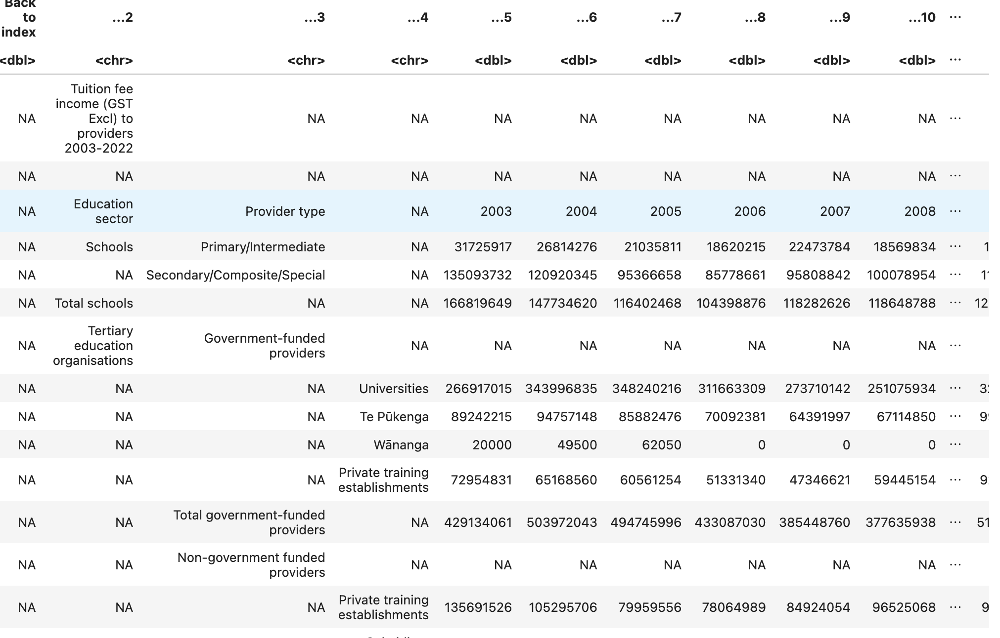 Back to index ...2 ...3 ...4 ...5 ...6 ...7 ...8 ...9 ...10 ⋯
<dbl> <chr> <chr> <chr> <dbl> <dbl> <dbl> <dbl> <dbl> <dbl> ⋯
NA Tuition fee income (GST Excl) to providers 2003-2022 NA NA NA NA NA NA NA NA ⋯
NA NA NA NA NA NA NA NA NA NA ⋯
NA Education sector Provider type NA 2003 2004 2005 2006 2007 2008 ⋯
NA Schools Primary/Intermediate NA 31725917 26814276 21035811 18620215 22473784 18569834 ⋯
NA NA Secondary/Composite/Special NA 135093732 120920345 95366658 85778661 95808842 100078954 ⋯
NA Total schools NA NA 166819649 147734620 116402468 104398876 118282626 118648788 ⋯
NA Tertiary education organisations Government-funded providers NA NA NA NA NA NA NA ⋯
NA NA NA Universities 266917015 343996835 348240216 311663309 273710142 251075934 ⋯
NA NA NA Te Pūkenga 89242215 94757148 85882476 70092381 64391997 67114850 ⋯
NA NA NA Wānanga 20000 49500 62050 0 0 0 ⋯
NA NA NA Private training establishments 72954831 65168560 60561254 51331340 47346621 59445154 ⋯
NA NA Total government-funded providers NA 429134061 503972043 494745996 433087030 385448760 377635938 ⋯
NA NA Non-government funded providers NA NA NA NA NA NA NA ⋯
NA NA NA Private training establishments 135691526 105295706 79959556 78064989 84924054 96525068 ⋯